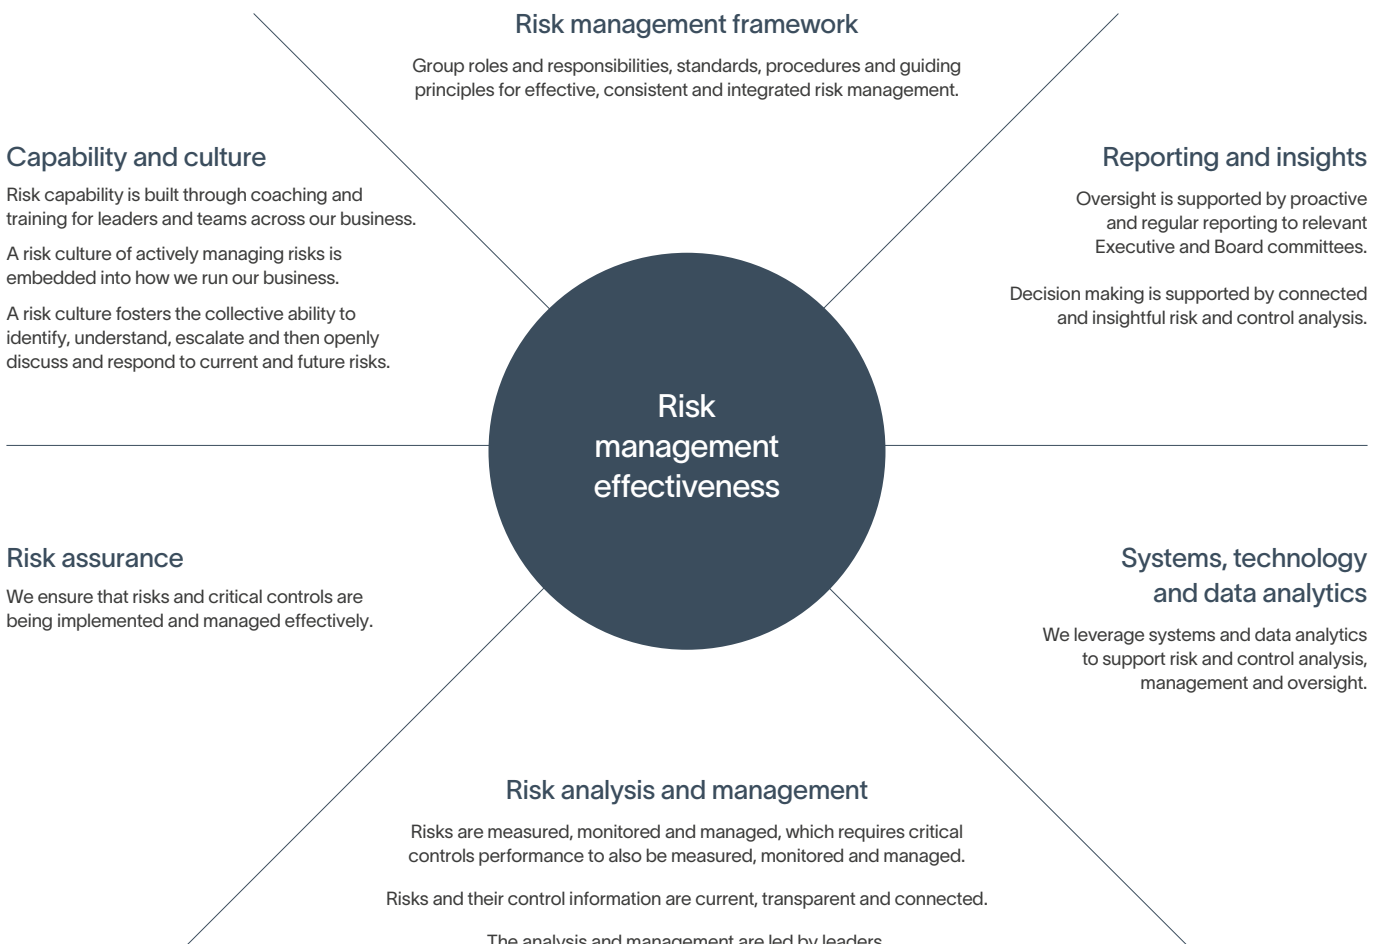 Risk management framework
Group roles and responsibilities, standards, procedures and guiding
principles for effective, consistent and integrated risk management.
Capability and culture
Risk capability is built through coaching and
training for leaders and teams across our business.
A risk culture of actively managing risks is
embedded into how we run our business.
A risk culture fosters the collective ability to
identify, understand, escalate and then openly
discuss and respond to current and future risks.
Reporting and insights
Oversight is supported by proactive
and regular reporting to relevant
Executive and Board committees.
Decision making is supported by connected
and insightful risk and control analysis.
Risk
management
effectiveness
Risk assurance
We ensure that risks and critical controls are
being implemented and managed effectively.
Systems, technology
and data analytics
We leverage systems and data analytics
to support risk and control analysis,
management and oversight.
Risk analysis and management
Risks are measured, monitored and managed, which requires critical
controls performance to also be measured, monitored and managed.
Risks and their control information are current, transparent and connected.
The analysis and management are led by leaders